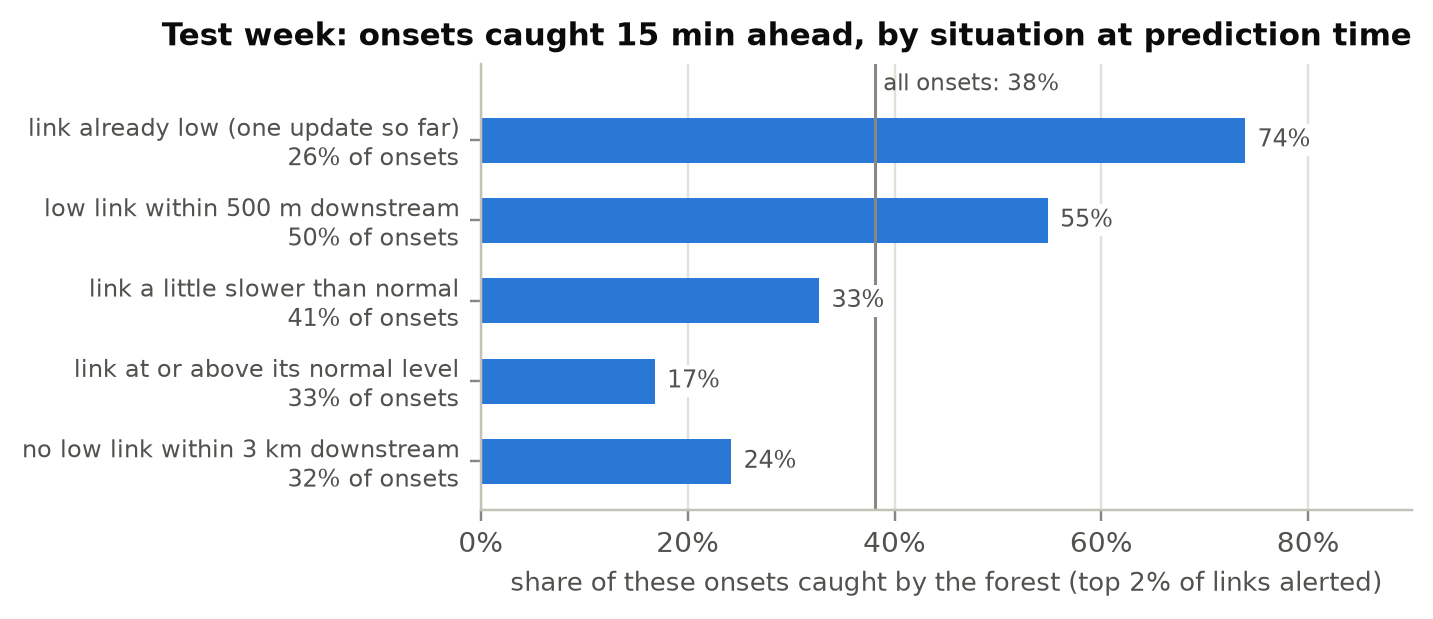 Test week: onsets caught 15 min ahead, by situation at prediction time
all onsets: 38%
link already low (one update so far)
26% of onsets
74%
low link within 500 m downstream
50% of onsets
55%
link a little slower than normal
41% of onsets
33%
link at or above its normal level
33% of onsets
17%
no low link within 3 km downstream
32% of onsets
24%
0% 20% 40% 60% 80%
share of these onsets caught by the forest (top 2% of links alerted)